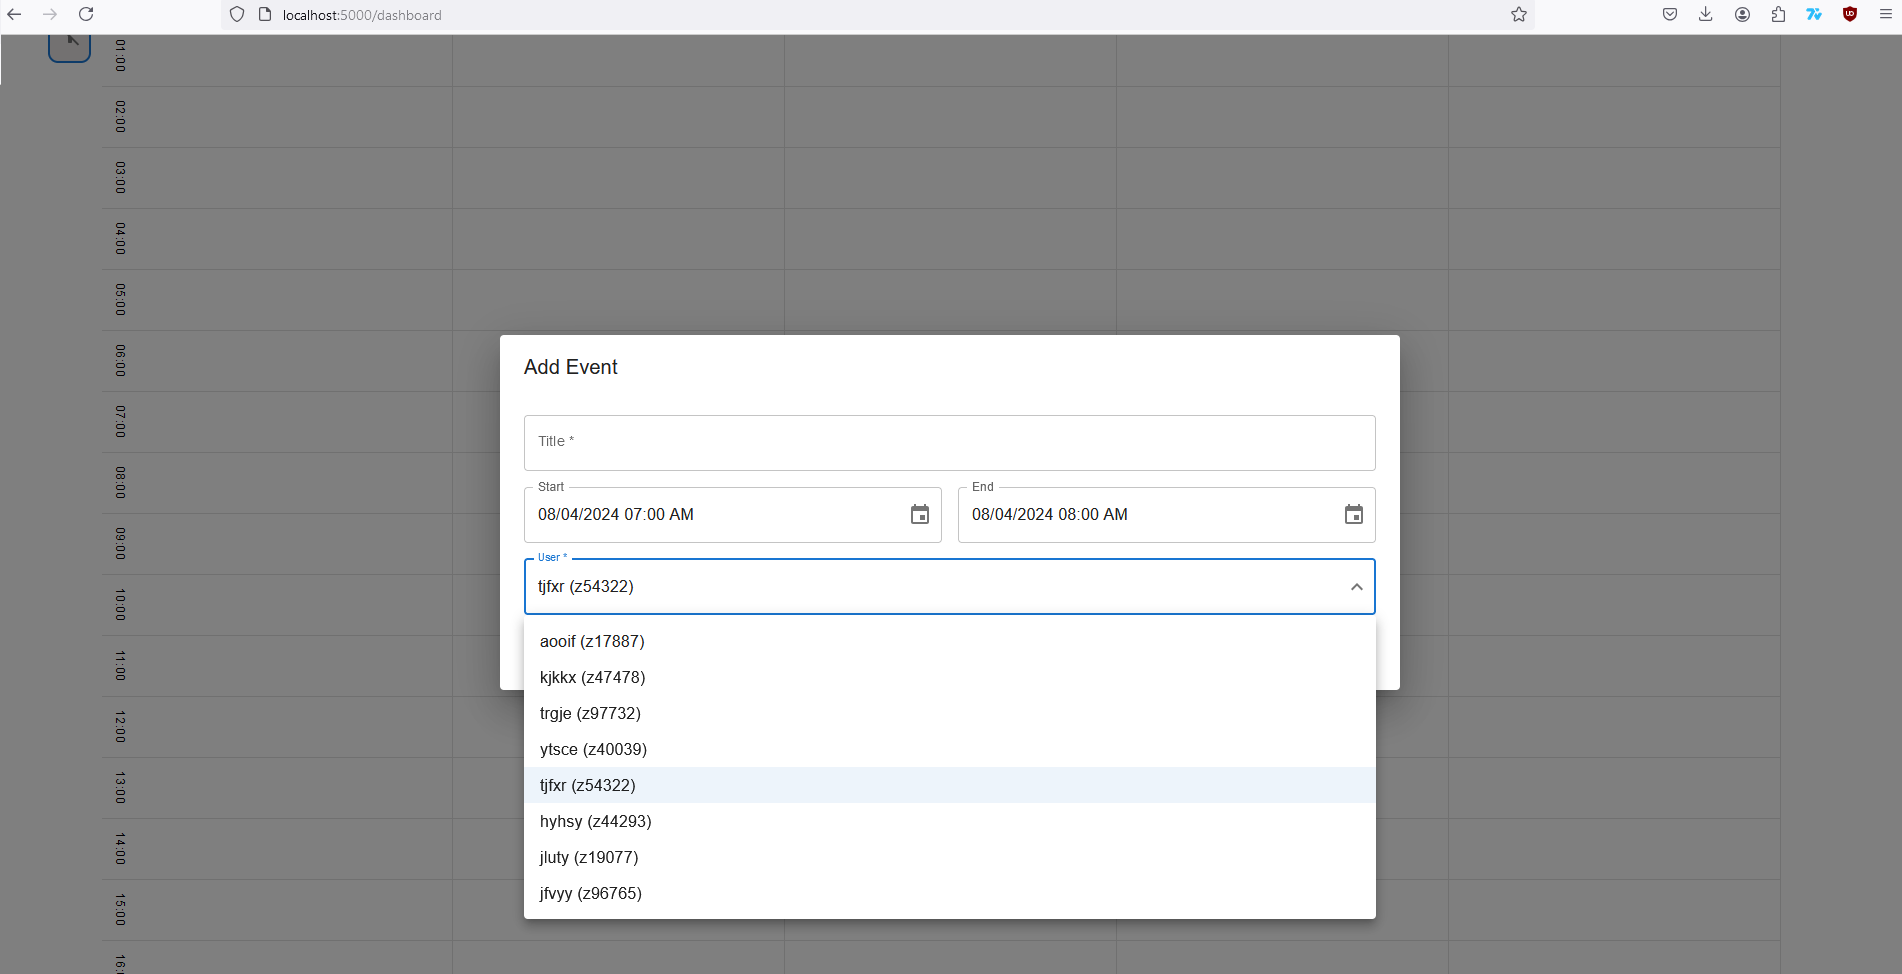 localhost:5000/dashboard
01:00
02:00
03:00
04:00
05:00
06:00
07:00
08:00
09:00
10:00
11:00
12:00
13:00
14:00
15:00
Add Event
Title *
Start
08/04/2024 07:00 AM
End
08/04/2024 08:00 AM
User *
tjfxr (z54322)
aooif (z17887)
kjkkx (z47478)
trgje (z97732)
ytsce (z40039)
tjfxr (z54322)
hyhsy (z44293)
jluty (z19077)
jfvyy (z96765)